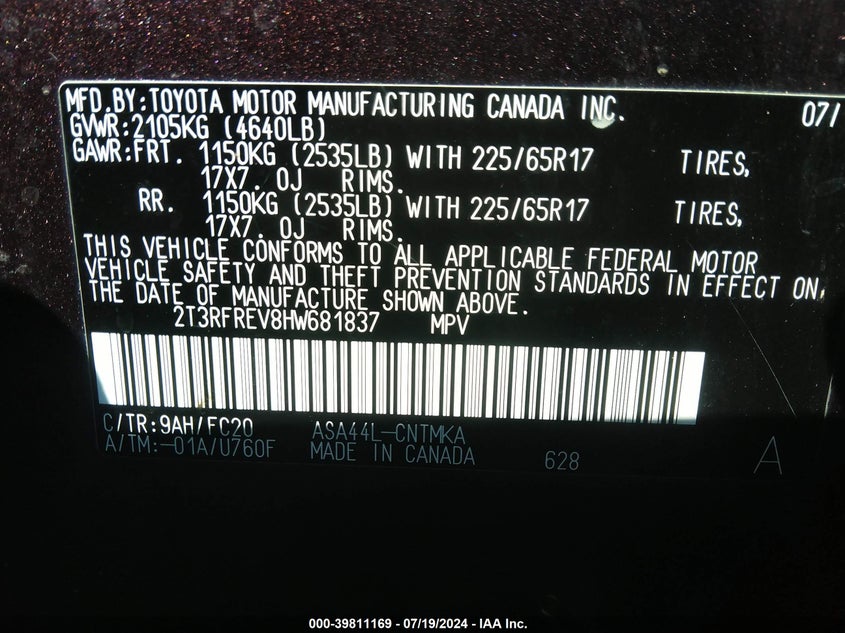 MFD.BY:TOYOTA MOTOR MANUFACTURING CANADA INC. 07/
GVWR:2105KG (4640LB)
GAWR:FRT. 1150KG (2535LB) WITH 225/65R17 TIRES,
17X7. OJ RIMS.
RR. 1150KG (2535LB) WITH 225/65R17 TIRES,
17X7. OJ RIMS.
THIS VEHICLE CONFORMS TO ALL APPLICABLE FEDERAL MOTOR
VEHICLE SAFETY AND THEFT PREVENTION STANDARDS IN EFFECT ON
THE DATE OF MANUFACTURE SHOWN ABOVE.
2T3RFREV8HW681837 MPV
C/TR:9AH/FC20 ASA44L-CNTMKA
A/TM:-01A/U760F MADE IN CANADA 628 A
000-39811169 - 07/19/2024 - IAA Inc.